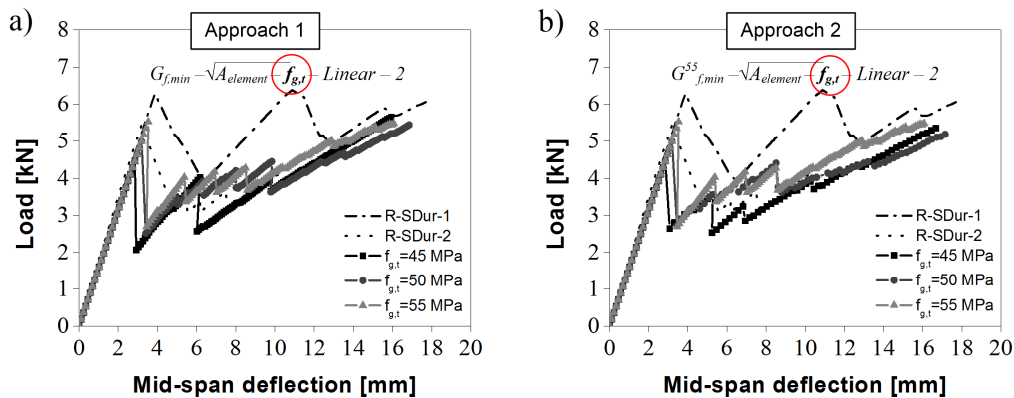 a)
Approach 1
G_f,min – √A_element – f_g,t – Linear – 2
Load [kN]
8
7
6
5
4
3
2
1
0
R-SDur-1
R-SDur-2
f_g,t=45 MPa
f_g,t=50 MPa
f_g,t=55 MPa
0 2 4 6 8 10 12 14 16 18 20
Mid-span deflection [mm]
b)
Approach 2
G^55_f,min – √A_element – f_g,t – Linear – 2
Load [kN]
8
7
6
5
4
3
2
1
0
R-SDur-1
R-SDur-2
f_g,t=45 MPa
f_g,t=50 MPa
f_g,t=55 MPa
0 2 4 6 8 10 12 14 16 18 20
Mid-span deflection [mm]